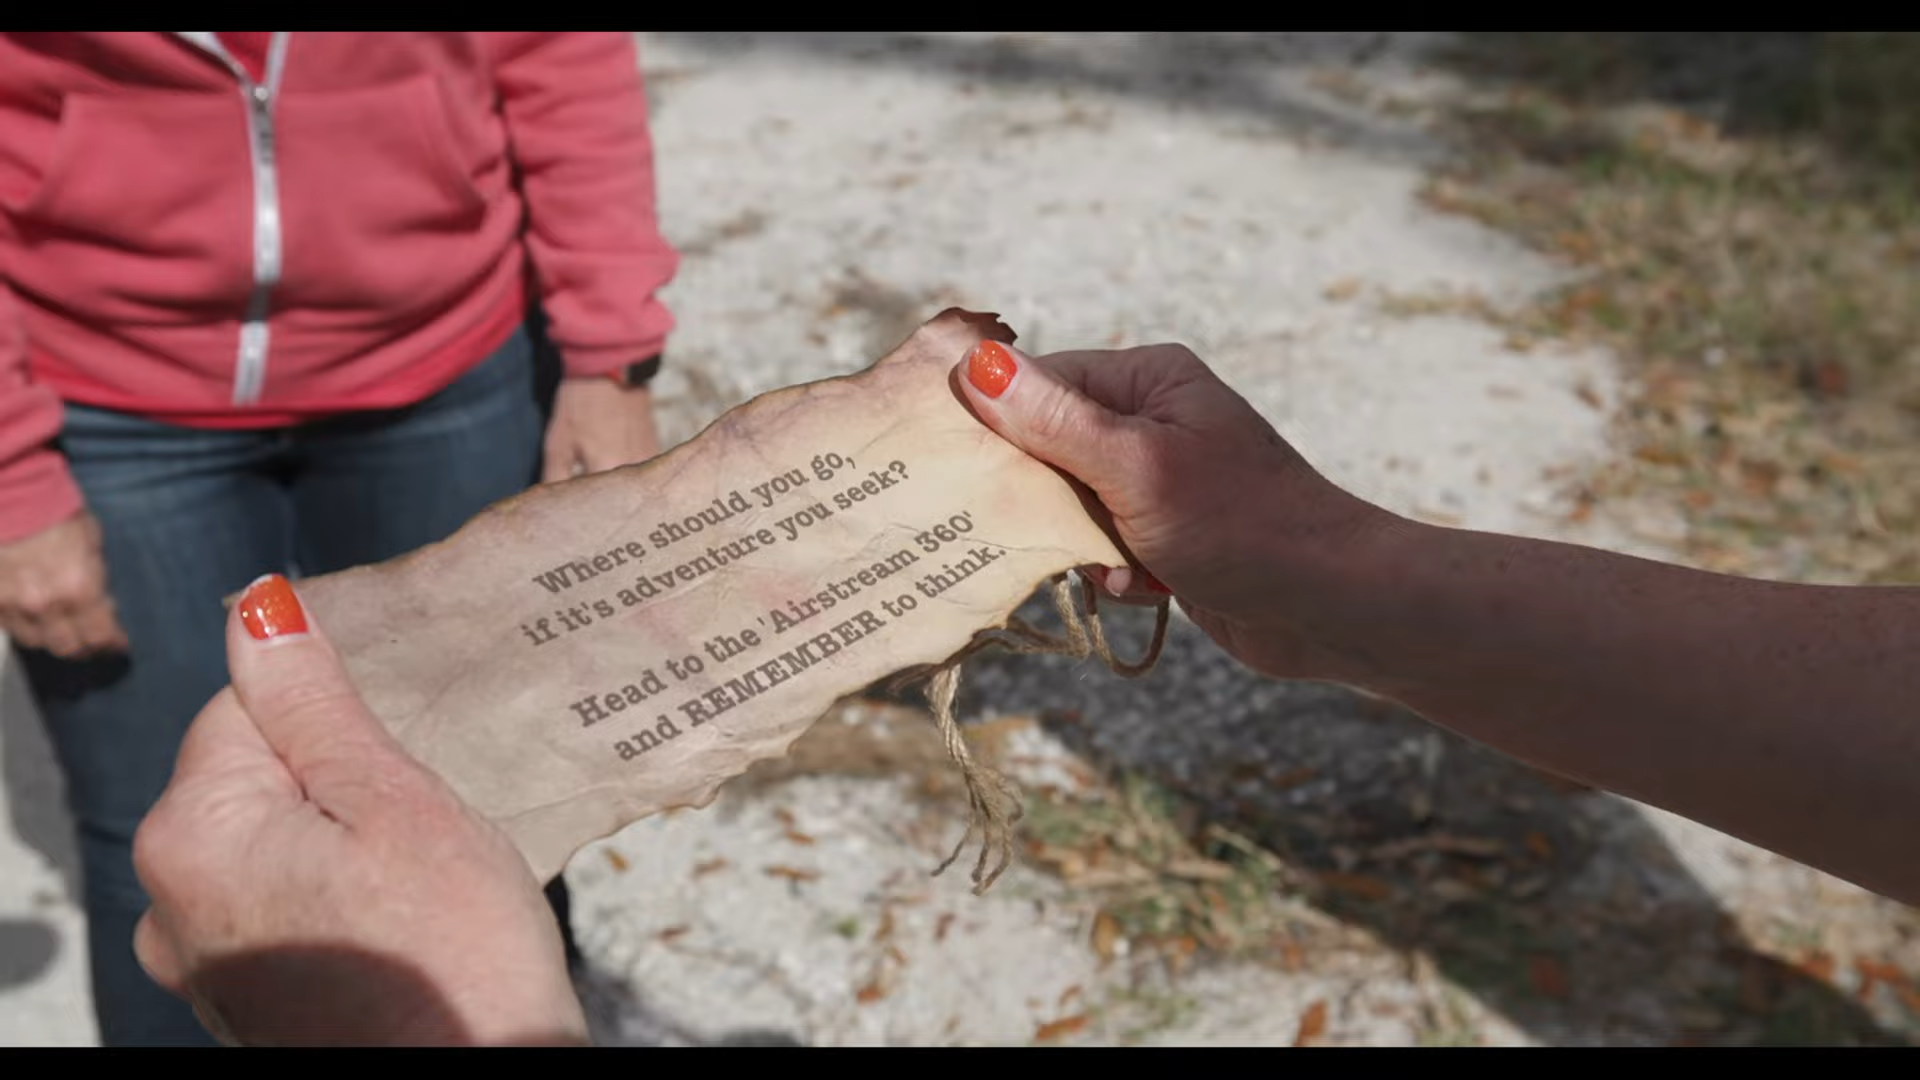 Where should you go,
if it's adventure you seek?
Head to the 'Airstream 360'
and REMEMBER to think.